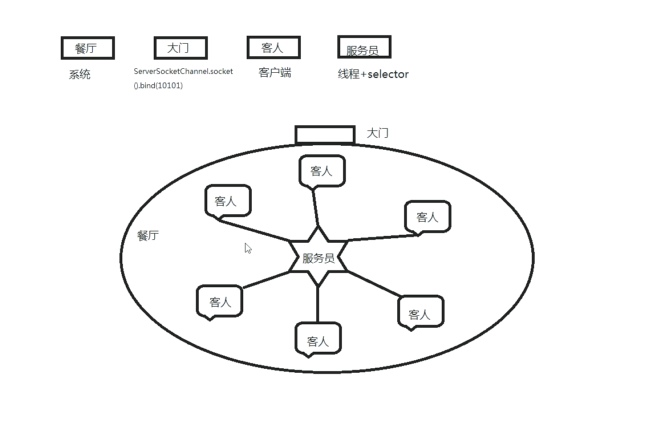 餐厅
大门
客人
服务员
系统
ServerSocketChannel.socket
().bind(10101)
客户端
线程+selector
大门
客人
客人
客人
餐厅
服务员
客人
客人
客人